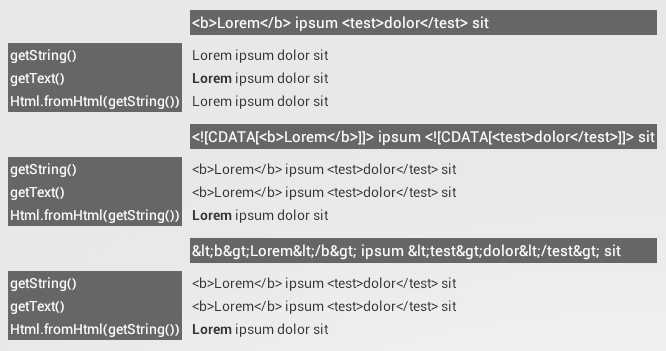 <b>Lorem</b> ipsum <test>dolor</test> sit
getString() Lorem ipsum dolor sit
getText() Lorem ipsum dolor sit
Html.fromHtml(getString()) Lorem ipsum dolor sit
<![CDATA[<b>Lorem</b>]]> ipsum <![CDATA[<test>dolor</test>]]> sit
getString() <b>Lorem</b> ipsum <test>dolor</test> sit
getText() <b>Lorem</b> ipsum <test>dolor</test> sit
Html.fromHtml(getString()) Lorem ipsum dolor sit
&lt;b&gt;Lorem&lt;/b&gt; ipsum &lt;test&gt;dolor&lt;/test&gt; sit
getString() <b>Lorem</b> ipsum <test>dolor</test> sit
getText() <b>Lorem</b> ipsum <test>dolor</test> sit
Html.fromHtml(getString()) Lorem ipsum dolor sit